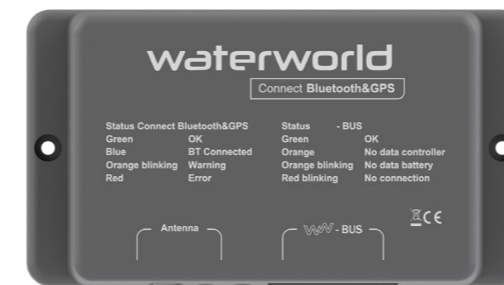 waterworld
Connect Bluetooth&GPS
Status Connect Bluetooth&GPS
Green OK
Blue BT Connected
Orange blinking Warning
Red Error
Status - BUS
Green OK
Orange No data controller
Orange blinking No data battery
Red blinking No connection
CE
Antenna
WW - BUS